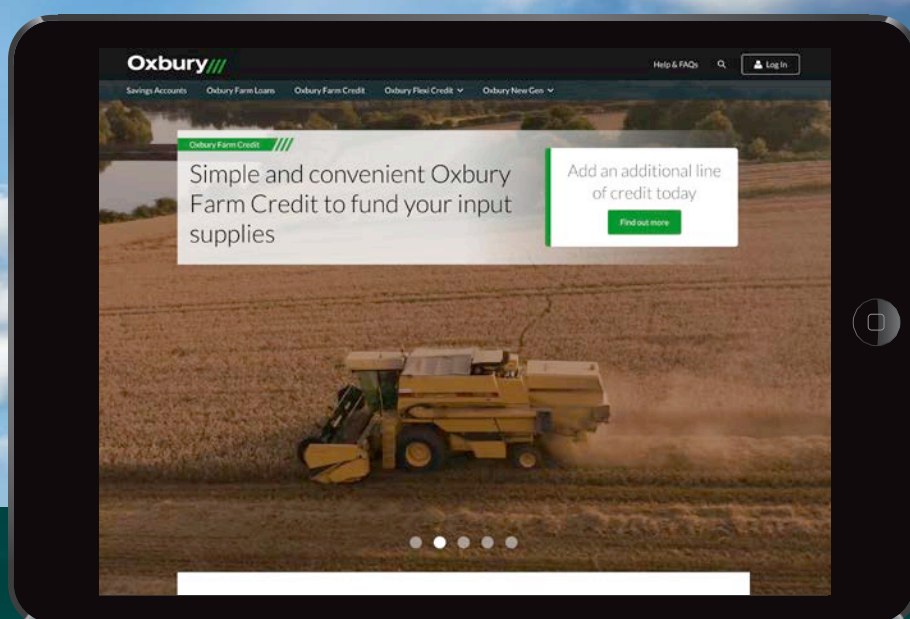 Oxbury
Help & FAQs
Log In
Savings Accounts Oxbury Farm Loans Oxbury Farm Credit Oxbury Flexi Credit Oxbury New Gen
Oxbury Farm Credit
Simple and convenient Oxbury
Farm Credit to fund your input
supplies
Add an additional line
of credit today
Find out more